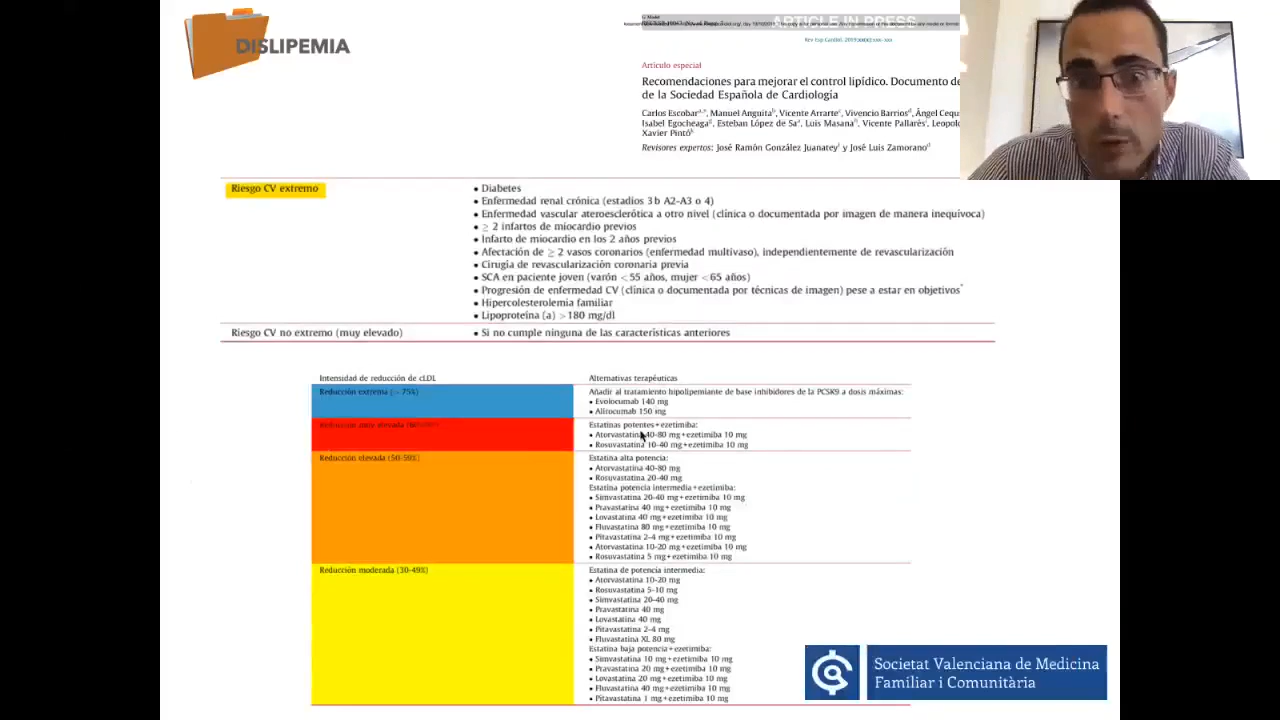 DISLIPEMIA
ARTICLE IN PRESS
Rev Esp Cardiol.
Artículo especial
Recomendaciones para mejorar el control lipídico. Documento de
de la Sociedad Española de Cardiología
Carlos Escobar, Manuel Anguita, Vicente Arrarte, Vivencio Barrios, Ángel Cequ
Isabel Egocheaga, Esteban López de Sa, Luis Masana, Vicente Pallarés, Leopol
Xavier Pintó
Revisores expertos: José Ramón González Juanatey y José Luis Zamorano
Riesgo CV extremo
• Diabetes
• Enfermedad renal crónica (estadios 3b A2-A3 o 4)
• Enfermedad vascular ateroesclerótica a otro nivel (clínica o documentada por imagen de manera inequívoca)
• ≥ 2 infartos de miocardio previos
• Infarto de miocardio en los 2 años previos
• Afectación de ≥ 2 vasos coronarios (enfermedad multivaso), independientemente de revascularización
• Cirugía de revascularización coronaria previa
• SCA en paciente joven (varón < 55 años, mujer < 65 años)
• Progresión de enfermedad CV (clínica o documentada por técnicas de imagen) pese a estar en objetivos*
• Hipercolesterolemia familiar
• Lipoproteína (a) > 180 mg/dl
Riesgo CV no extremo (muy elevado)
• Si no cumple ninguna de las características anteriores
Intensidad de reducción de cLDL
Alternativas terapéuticas
Reducción extrema (> 75%)
Añadir al tratamiento hipolipemiante de base inhibidores de la PCSK9 a dosis máximas:
• Evolocumab 140 mg
• Alirocumab 150 mg
Reducción muy elevada
Estatinas potentes + ezetimiba:
• Atorvastatina 40-80 mg + ezetimiba 10 mg
• Rosuvastatina 10-40 mg + ezetimiba 10 mg
Reducción elevada (50-59%)
Estatina alta potencia:
• Atorvastatina 40-80 mg
• Rosuvastatina 20-40 mg
Estatina potencia intermedia + ezetimiba:
• Simvastatina 20-40 mg + ezetimiba 10 mg
• Pravastatina 40 mg + ezetimiba 10 mg
• Lovastatina 40 mg + ezetimiba 10 mg
• Fluvastatina 80 mg + ezetimiba 10 mg
• Pitavastatina 2-4 mg + ezetimiba 10 mg
• Atorvastatina 10-20 mg + ezetimiba 10 mg
• Rosuvastatina 5 mg + ezetimiba 10 mg
Reducción moderada (30-49%)
Estatina de potencia intermedia:
• Atorvastatina 10-20 mg
• Rosuvastatina 5-10 mg
• Simvastatina 20-40 mg
• Pravastatina 40 mg
• Lovastatina 40 mg
• Pitavastatina 2-4 mg
• Fluvastatina XL 80 mg
Estatina baja potencia + ezetimiba:
• Simvastatina 10 mg + ezetimiba 10 mg
• Pravastatina 20 mg + ezetimiba 10 mg
• Lovastatina 20 mg + ezetimiba 10 mg
• Fluvastatina 40 mg + ezetimiba 10 mg
• Pitavastatina 1 mg + ezetimiba 10 mg
Societat Valenciana de Medicina
Familiar i Comunitària